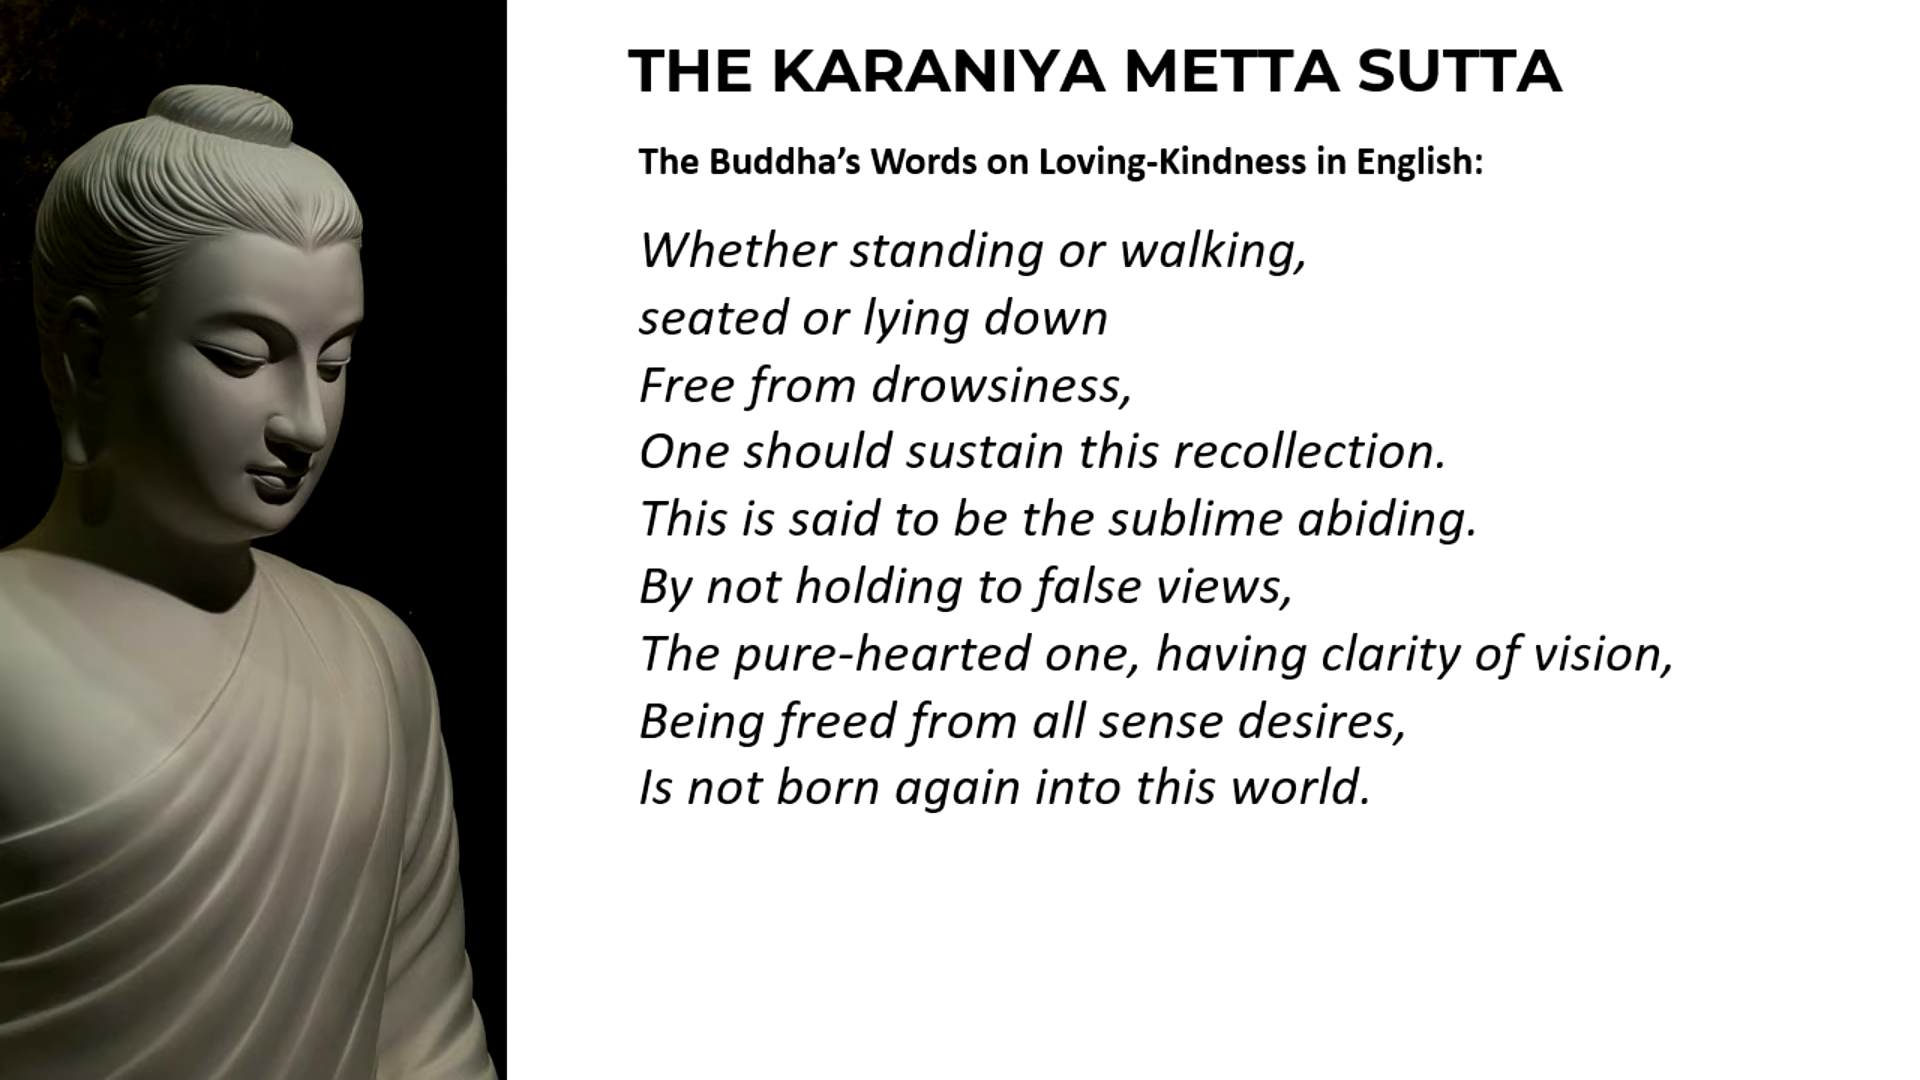 THE KARANIYA METTA SUTTA
The Buddha’s Words on Loving-Kindness in English:
Whether standing or walking,
seated or lying down
Free from drowsiness,
One should sustain this recollection.
This is said to be the sublime abiding.
By not holding to false views,
The pure-hearted one, having clarity of vision,
Being freed from all sense desires,
Is not born again into this world.